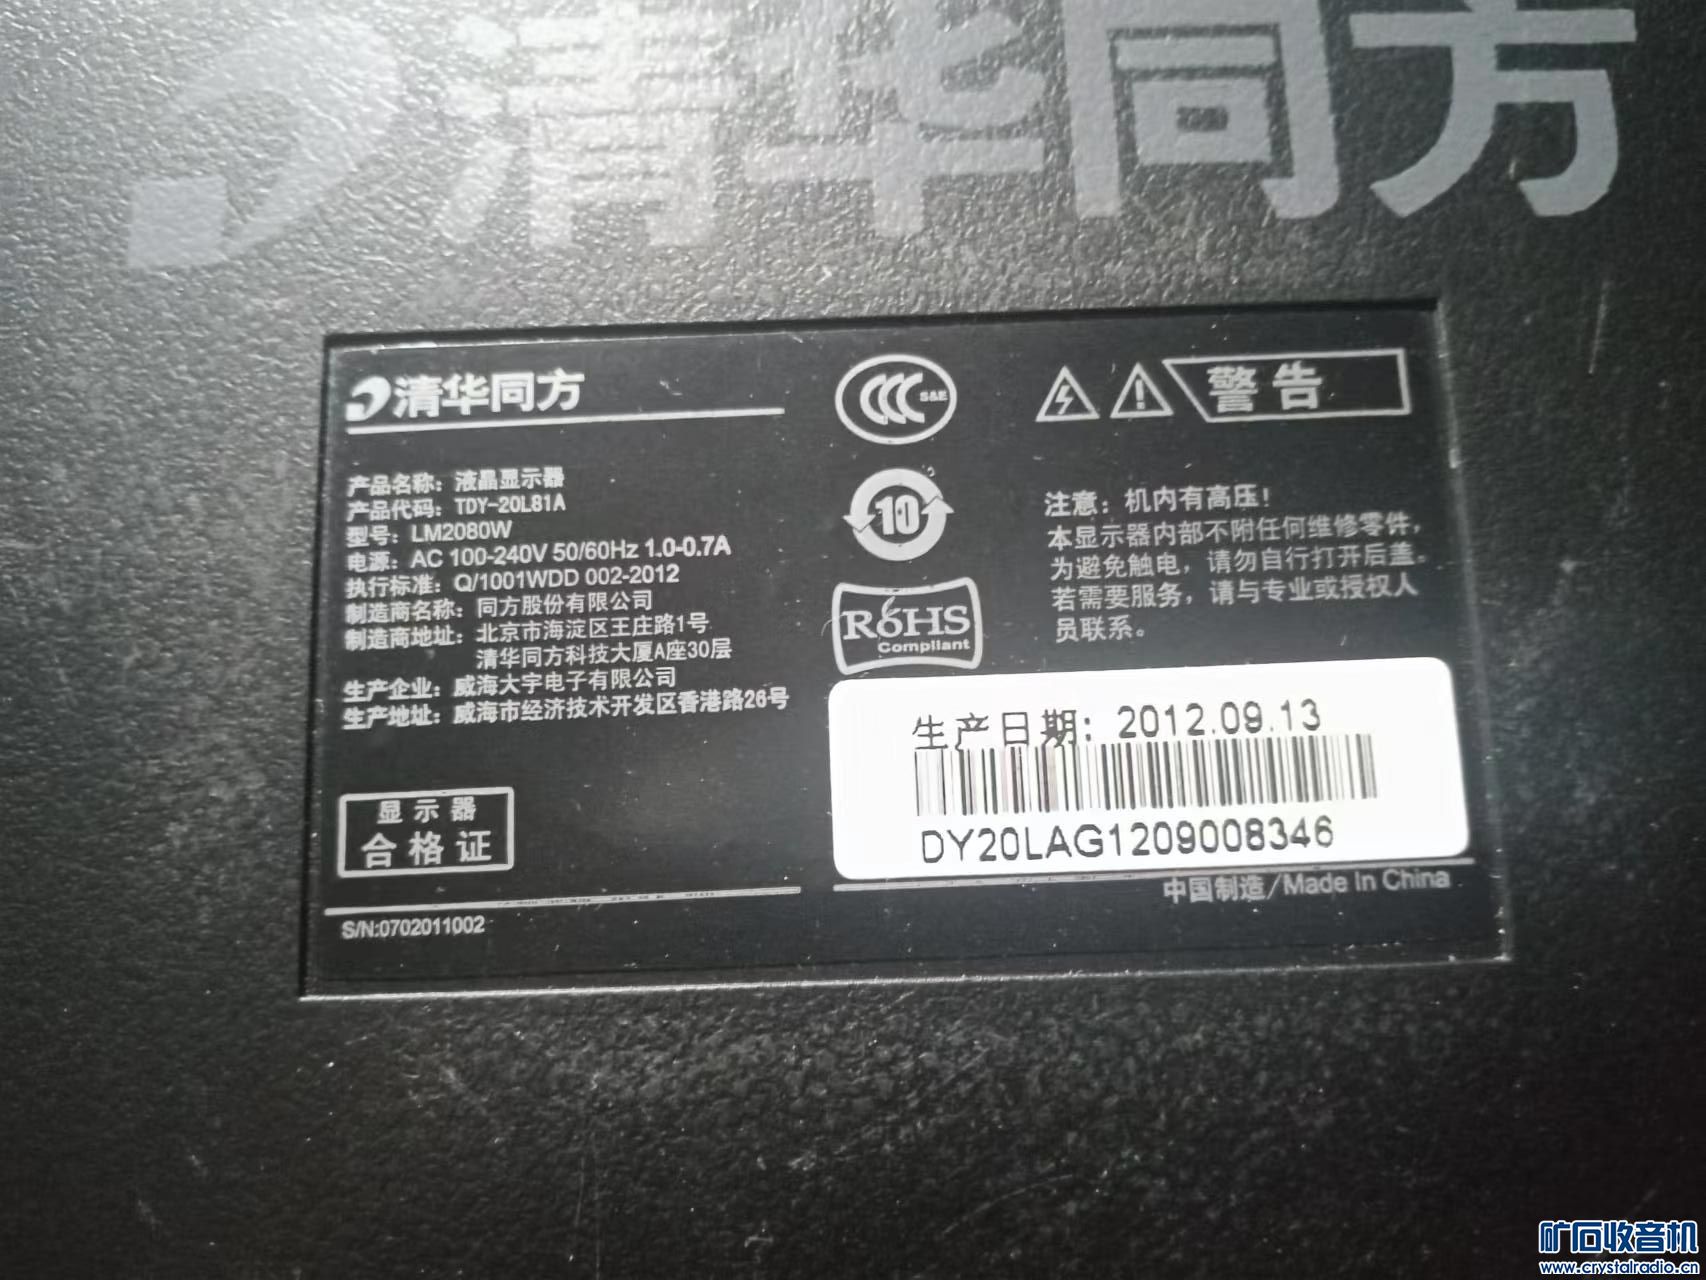 清华同方
清华同方
产品名称：液晶显示器
产品代码：TDY-20L81A
型号：LM2080W
电源：AC 100-240V 50/60Hz 1.0-0.7A
执行标准：Q/1001WDD 002-2012
制造商名称：同方股份有限公司
制造商地址：北京市海淀区王庄路1号
清华同方科技大厦A座30层
生产企业：威海大宇电子有限公司
生产地址：威海市经济技术开发区香港路26号
显示器
合格证
S/N:0702011002
CCC S&E
10
RoHS
Compliant
警告
注意：机内有高压！
本显示器内部不附任何维修零件，
为避免触电，请勿自行打开后盖。
若需要服务，请与专业或授权人
员联系。
生产日期: 2012.09.13
DY20LAG1209008346
中国制造/Made In China
矿石收音机
www.crystalradio.cn